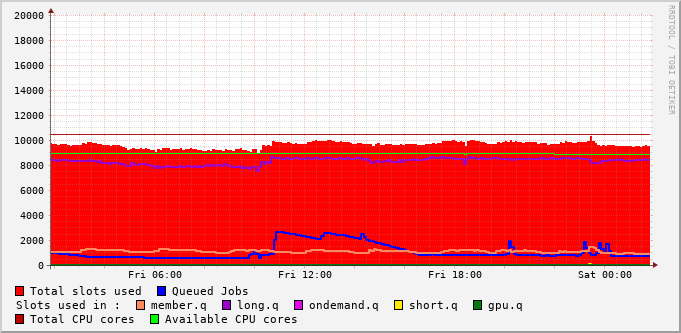 20000
18000
16000
14000
12000
10000
8000
6000
4000
2000
0
Fri 06:00 Fri 12:00 Fri 18:00 Sat 00:00
RRDTOOL / TOBI OETIKER
Total slots used Queued Jobs
Slots used in : member.q long.q ondemand.q short.q gpu.q
Total CPU cores Available CPU cores